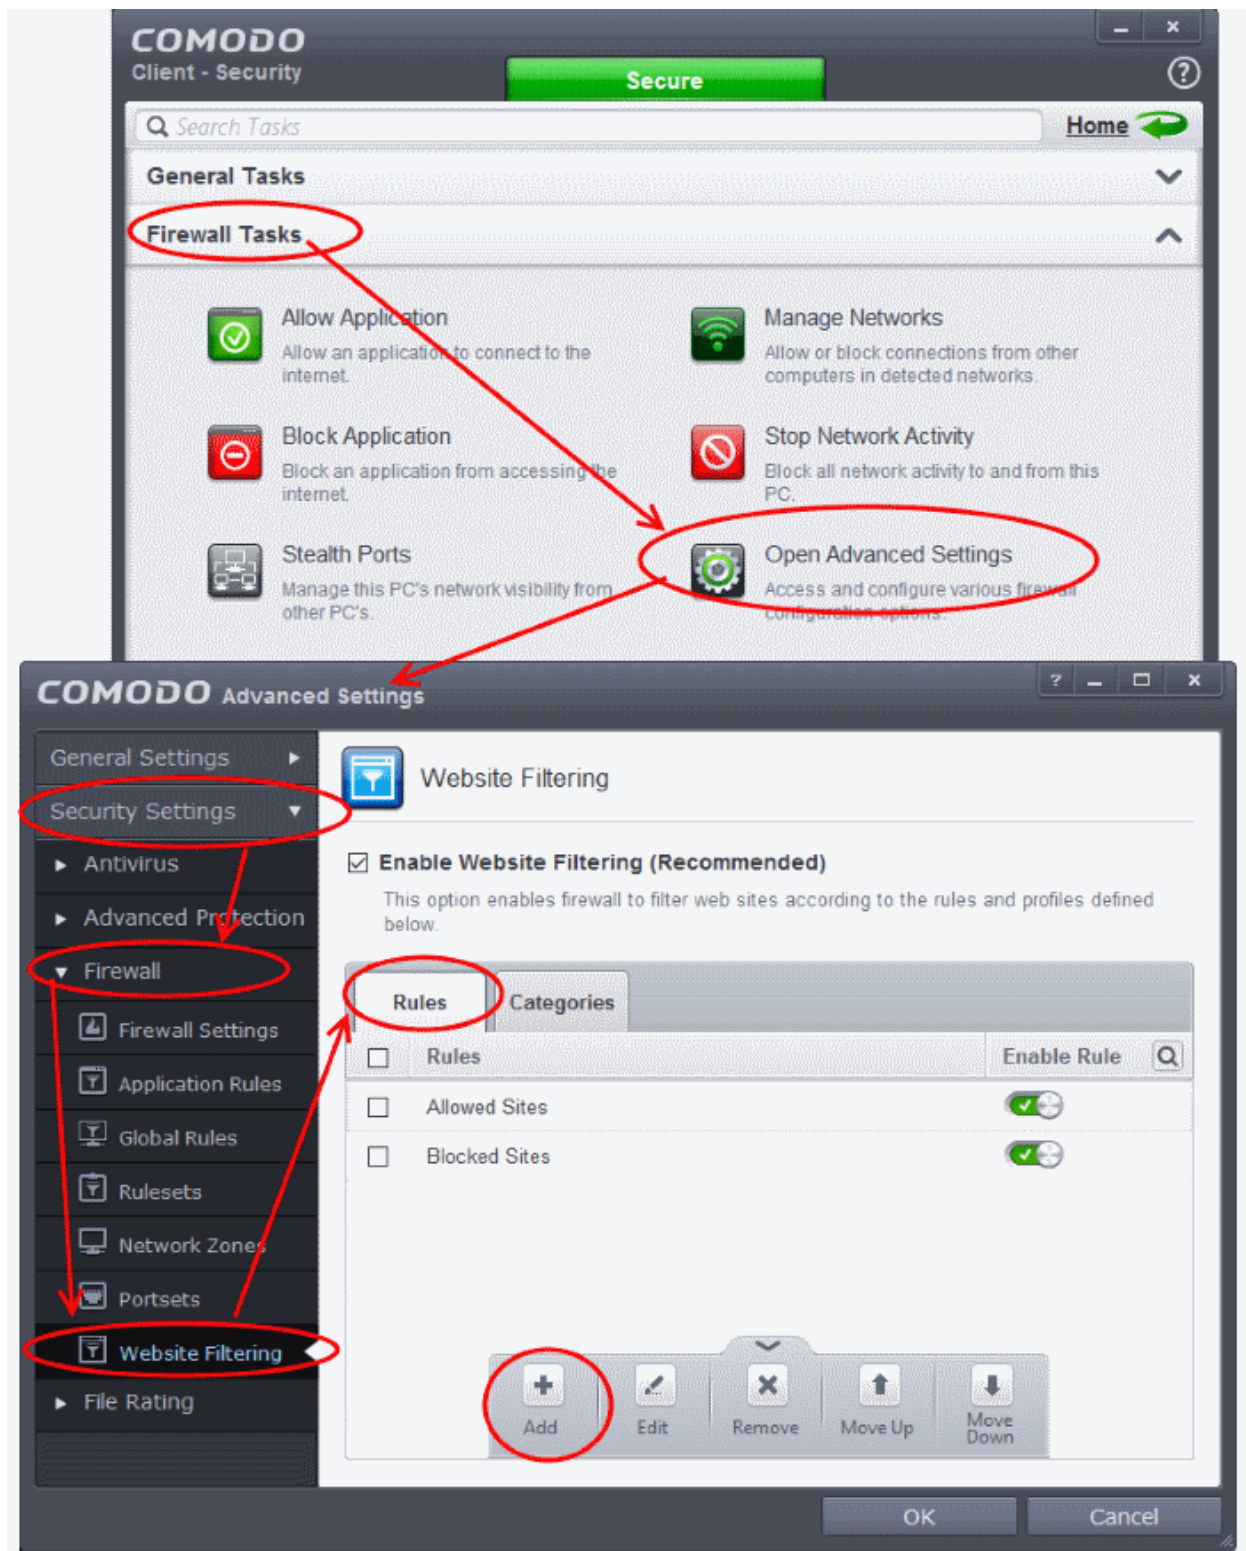 COMODO
Client - Security
Secure
Search Tasks
Home
General Tasks
Firewall Tasks
Allow Application
Allow an application to connect to the
internet.
Manage Networks
Allow or block connections from other
computers in detected networks.
Block Application
Block an application from accessing the
internet.
Stop Network Activity
Block all network activity to and from this
PC.
Stealth Ports
Manage this PC's network visibility from
other PC's.
Open Advanced Settings
Access and configure various firewall
configuration options.
COMODO Advanced Settings
General Settings
Security Settings
Antivirus
Advanced Protection
Firewall
Firewall Settings
Application Rules
Global Rules
Rulesets
Network Zones
Portsets
Website Filtering
File Rating
Website Filtering
Enable Website Filtering (Recommended)
This option enables firewall to filter web sites according to the rules and profiles defined
below.
Rules
Categories
Rules
Enable Rule
Allowed Sites
Blocked Sites
Add
Edit
Remove
Move Up
Move
Down
OK
Cancel